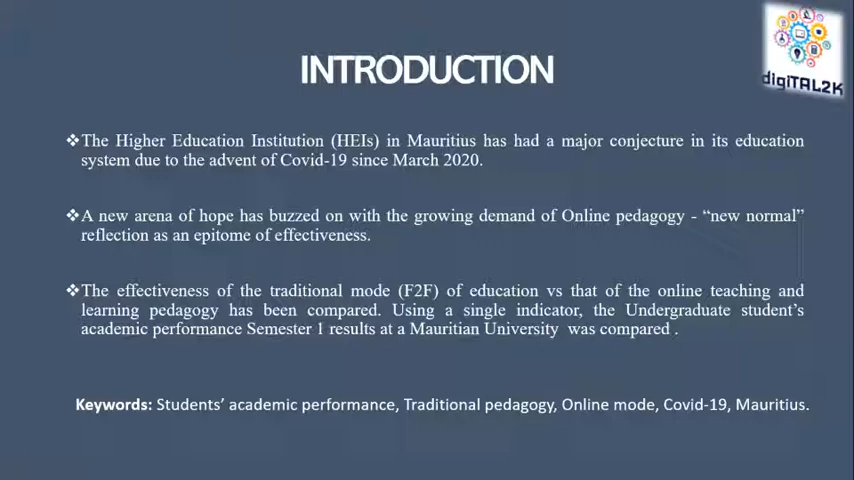 INTRODUCTION
digiTAL2K
❖The Higher Education Institution (HEIs) in Mauritius has had a major conjecture in its education
system due to the advent of Covid-19 since March 2020.
❖A new arena of hope has buzzed on with the growing demand of Online pedagogy - “new normal”
reflection as an epitome of effectiveness.
❖The effectiveness of the traditional mode (F2F) of education vs that of the online teaching and
learning pedagogy has been compared. Using a single indicator, the Undergraduate student’s
academic performance Semester 1 results at a Mauritian University was compared .
Keywords: Students’ academic performance, Traditional pedagogy, Online mode, Covid-19, Mauritius.